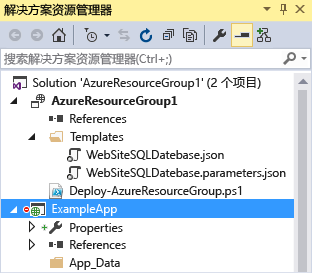 解决方案资源管理器
搜索解决方案资源管理器(Ctrl+;)
Solution 'AzureResourceGroup1' (2 个项目)
AzureResourceGroup1
References
Templates
WebSiteSQLDatebase.json
WebSiteSQLDatebase.parameters.json
Deploy-AzureResourceGroup.ps1
ExampleApp
Properties
References
App_Data